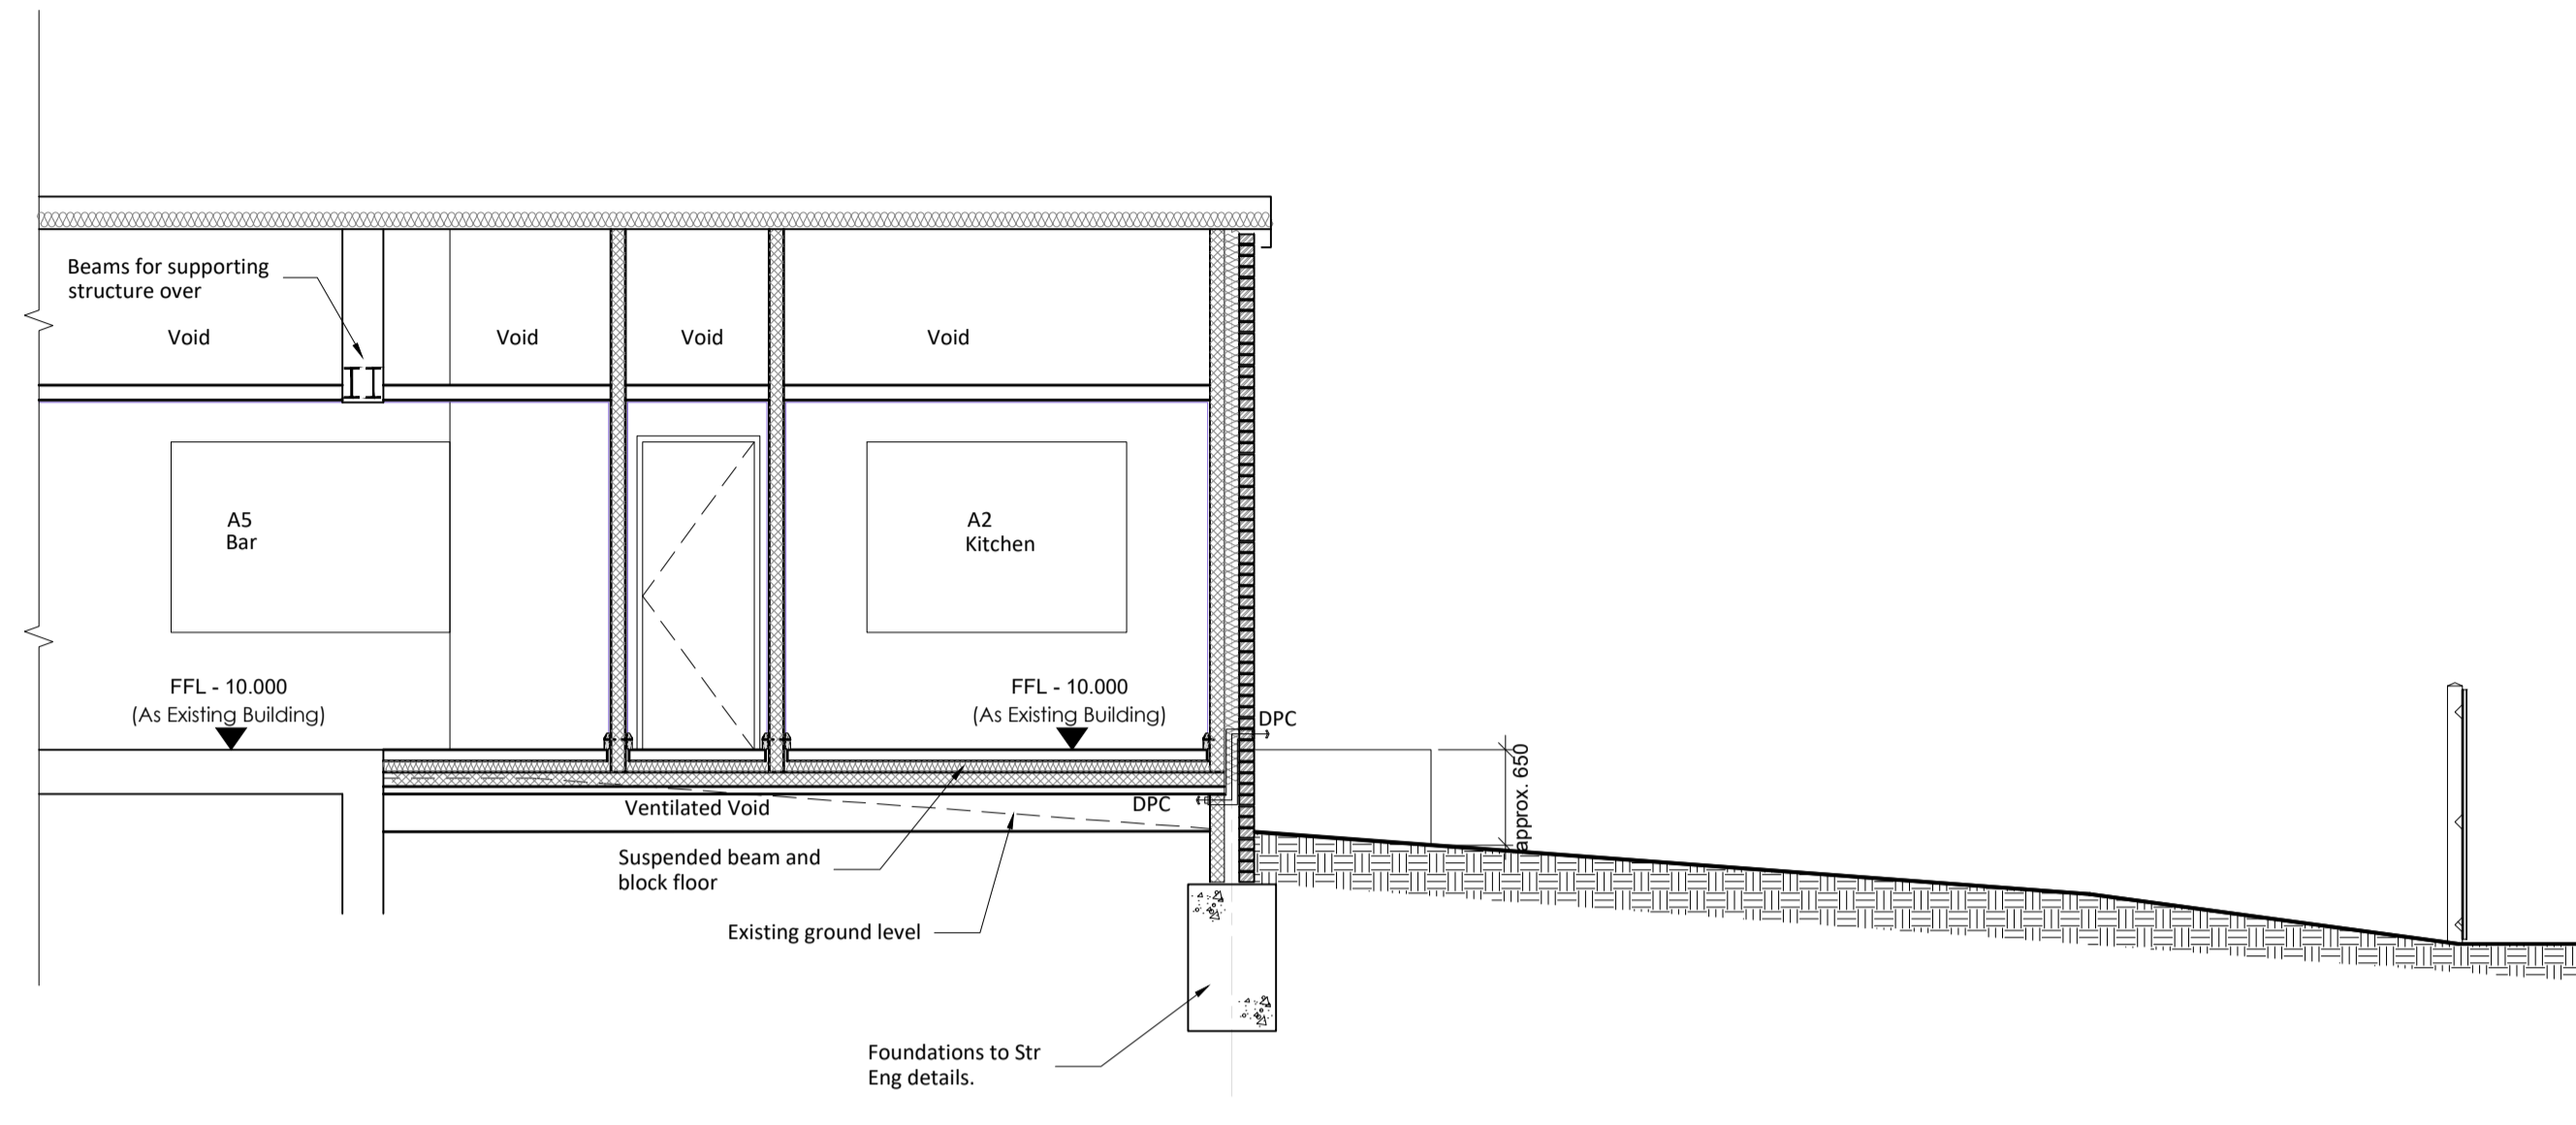 Beams for supporting
structure over
Void
Void
Void
Void
A5
Bar
A2
Kitchen
FFL - 10.000
(As Existing Building)
FFL - 10.000
(As Existing Building)
DPC
approx. 650
Ventilated Void
DPC
Suspended beam and
block floor
Existing ground level
Foundations to Str
Eng details.